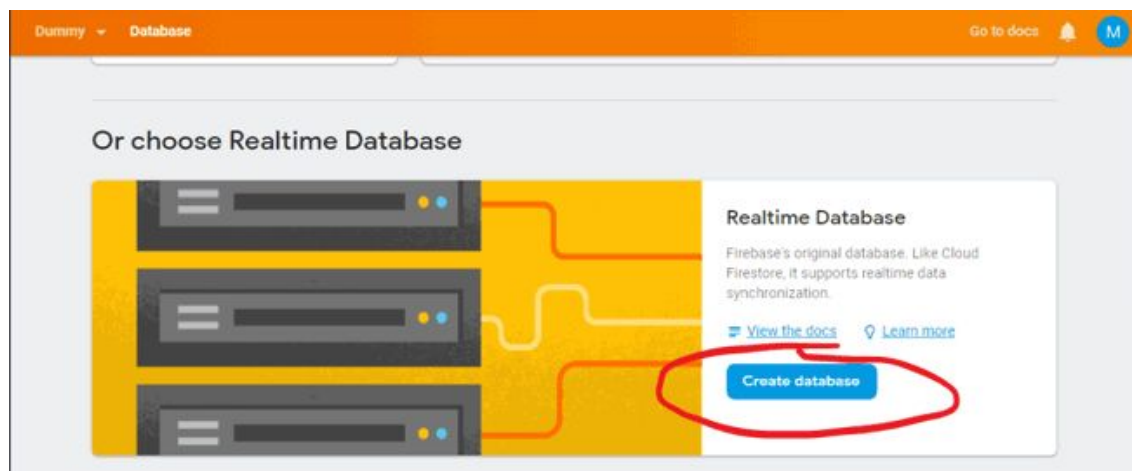 Dummy Database Go to docs M
Or choose Realtime Database
Realtime Database
Firebase's original database. Like Cloud
Firestore, it supports realtime data
synchronization.
View the docs Learn more
Create database